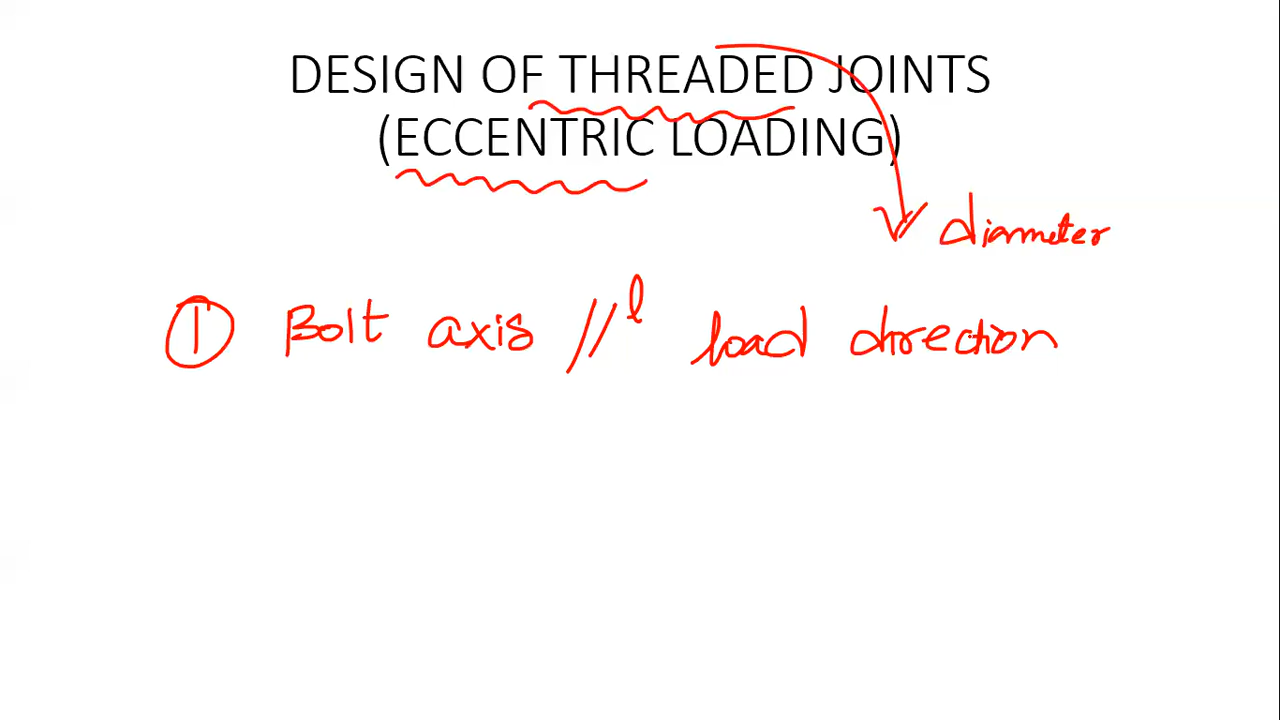 DESIGN OF THREADED JOINTS
(ECCENTRIC LOADING)
diameter
① Bolt axis //l load direction